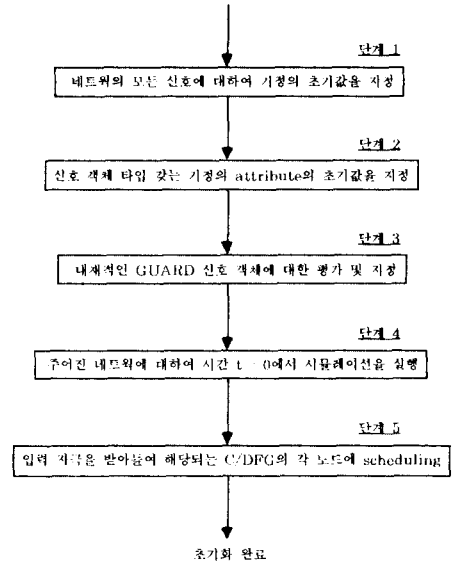 단계 1
네트웍의 모든 신호에 대하여 기정의 초기값을 지정
단계 2
신호 객체 타입 갖는 기정의 attribute의 초기값을 지정
단계 3
내재적인 GUARD 신호 객체에 대한 평가 및 지정
단계 4
주어진 네트웍에 대하여 시간 t 0에서 시뮬레이션을 실행
단계 5
입력 자극을 받아들여 해당되는 C/DFG의 각 노드에 scheduling
초기화 완료